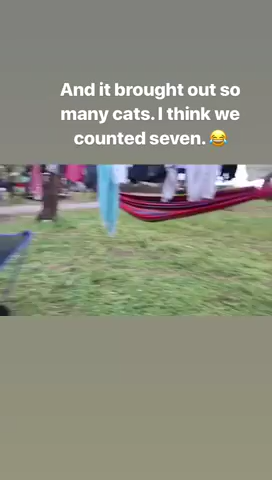 And it brought out so
many cats. I think we
counted seven. 😂